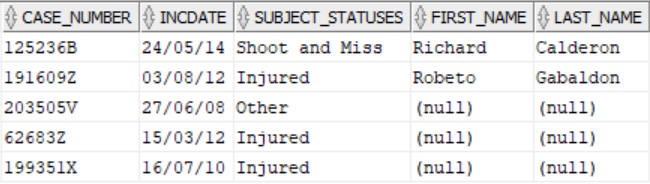 CASE_NUMBER INCDATE SUBJECT_STATUSES FIRST_NAME LAST_NAME
125236B 24/05/14 Shoot and Miss Richard Calderon
191609Z 03/08/12 Injured Robeto Gabaldon
203505V 27/06/08 Other (null) (null)
62683Z 15/03/12 Injured (null) (null)
199351X 16/07/10 Injured (null) (null)